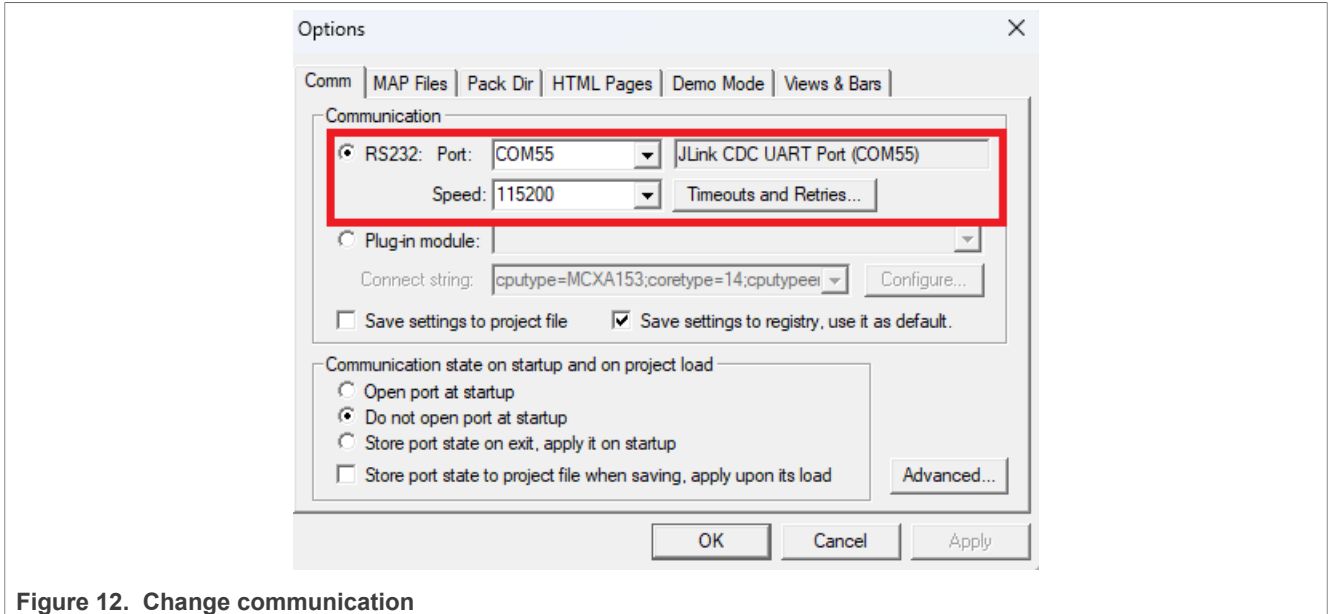 Options
Comm MAP Files Pack Dir HTML Pages Demo Mode Views & Bars
Communication
RS232: Port: COM55 JLink CDC UART Port (COM55)
Speed: 115200 Timeouts and Retries...
Plug-in module:
Connect string: cputype=MCXA153;coretype=14;cputypeer Configure...
Save settings to project file Save settings to registry, use it as default.
Communication state on startup and on project load
Open port at startup
Do not open port at startup
Store port state on exit, apply it on startup
Store port state to project file when saving, apply upon its load Advanced...
OK Cancel Apply
Figure 12. Change communication